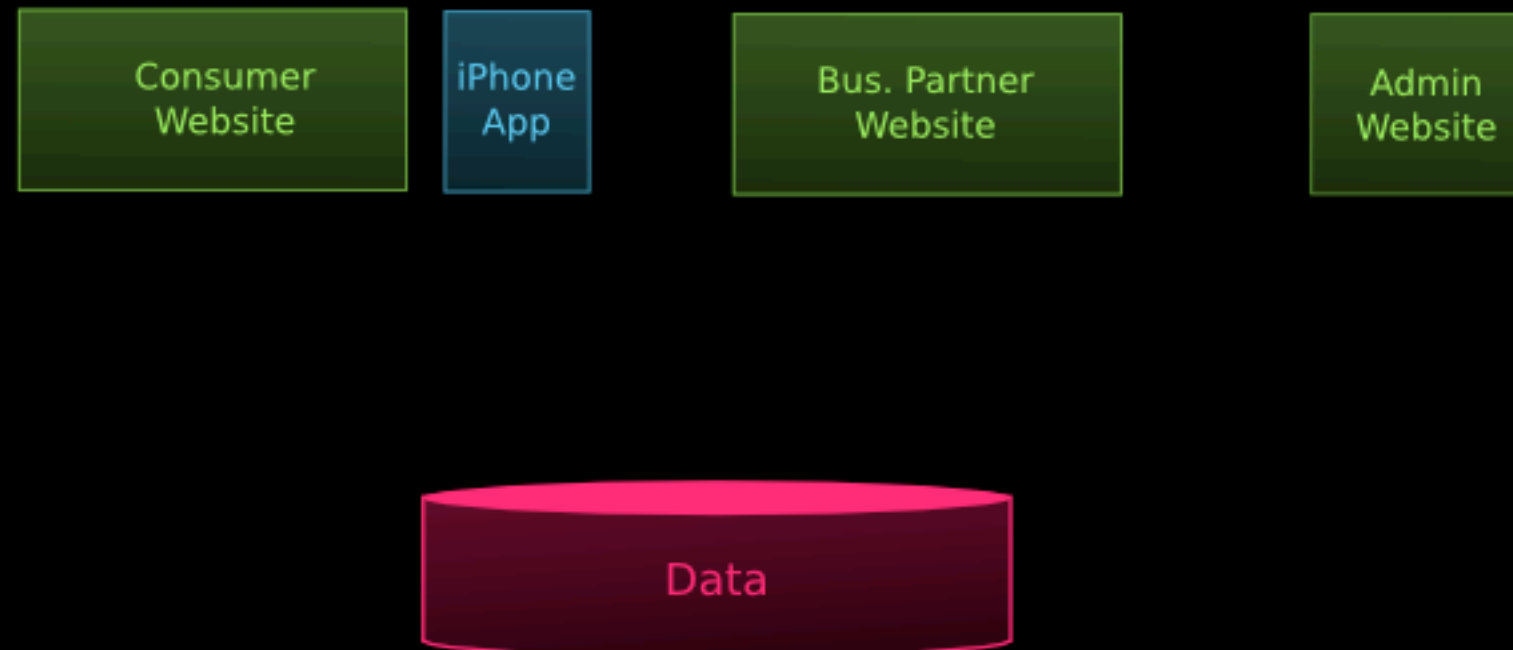 Consumer
Website
iPhone
App
Bus. Partner
Website
Admin
Website
Data